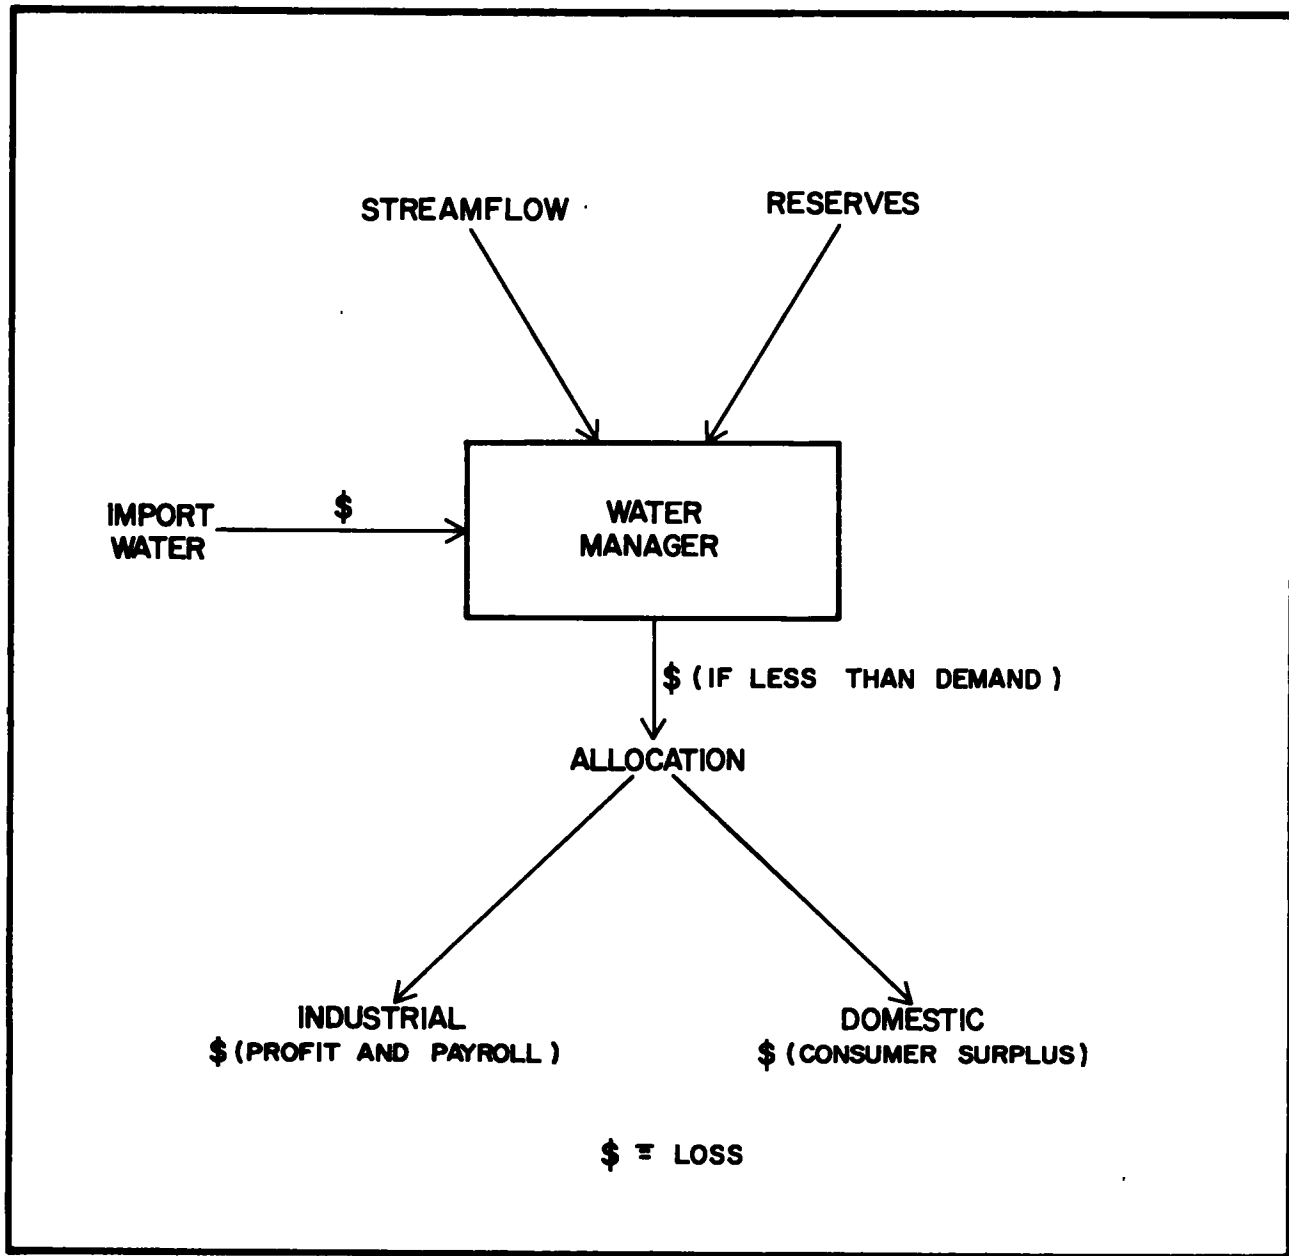 STREAMFLOW
RESERVES
IMPORT
WATER
$
WATER
MANAGER
$ (IF LESS THAN DEMAND)
ALLOCATION
INDUSTRIAL
$ (PROFIT AND PAYROLL)
DOMESTIC
$ (CONSUMER SURPLUS)
$ ≡ LOSS